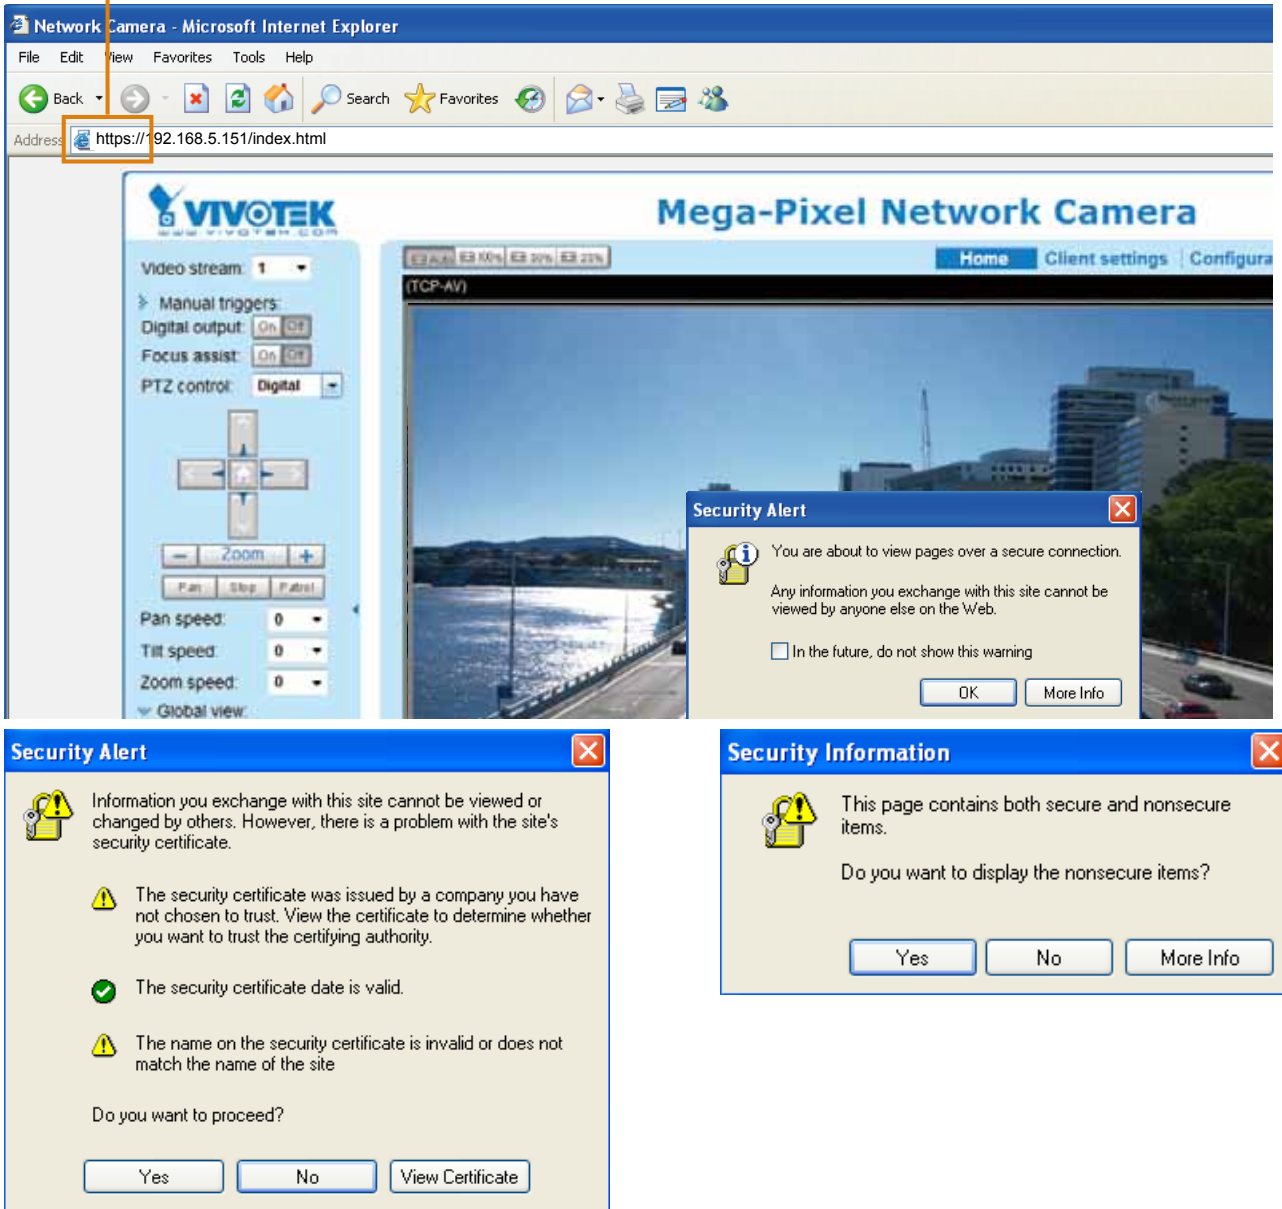 Network Camera - Microsoft Internet Explorer
File Edit View Favorites Tools Help
Back Search Favorites
Address https://192.168.5.151/index.html
VIVOTEK
www.vivotek.com
Mega-Pixel Network Camera
Video stream: 1
Auto 100% 50% 25%
Home Client settings Configura
(TCP-AV)
Manual triggers:
Digital output: On Off
Focus assist: On Off
PTZ control: Digital
Zoom
Pan Stop Patrol
Pan speed: 0
Tilt speed: 0
Zoom speed: 0
Global view:
Security Alert
You are about to view pages over a secure connection.
Any information you exchange with this site cannot be
viewed by anyone else on the Web.
In the future, do not show this warning
OK More Info
Security Alert
Information you exchange with this site cannot be viewed or
changed by others. However, there is a problem with the site's
security certificate.
The security certificate was issued by a company you have
not chosen to trust. View the certificate to determine whether
you want to trust the certifying authority.
The security certificate date is valid.
The name on the security certificate is invalid or does not
match the name of the site
Do you want to proceed?
Yes No View Certificate
Security Information
This page contains both secure and nonsecure
items.
Do you want to display the nonsecure items?
Yes No More Info